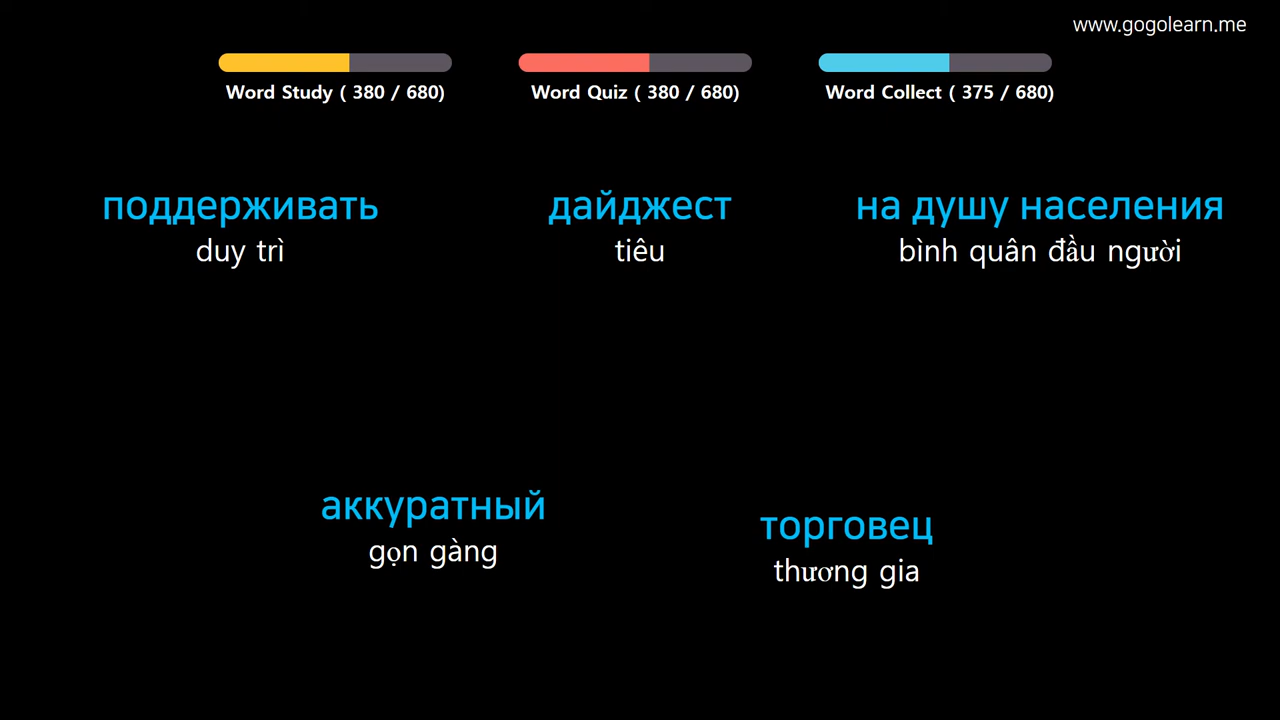 www.gogolearn.me
Word Study ( 380 / 680)
Word Quiz ( 380 / 680)
Word Collect ( 375 / 680)
поддерживать
duy trì
дайджест
tiêu
на душу населения
bình quân đầu người
аккуратный
gọn gàng
торговец
thương gia